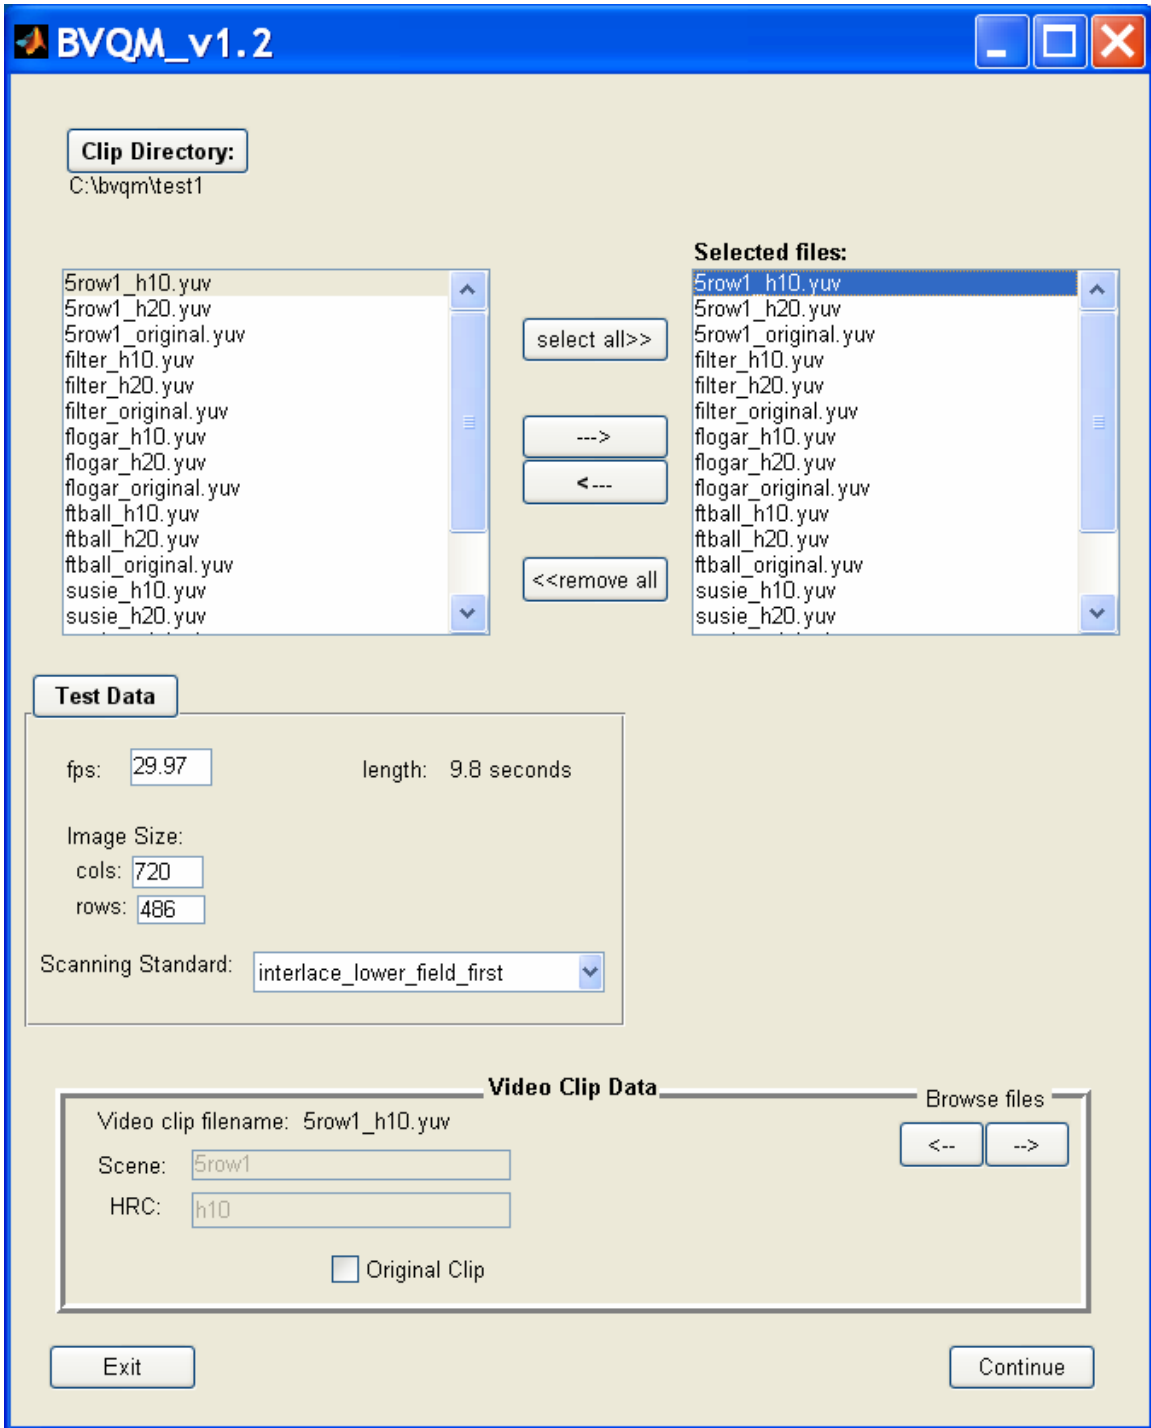 BVQM_v1.2
Clip Directory:
C:\bvqm\test1
Selected files:
5row1_h10.yuv
5row1_h20.yuv
5row1_original.yuv
filter_h10.yuv
filter_h20.yuv
filter_original.yuv
flogar_h10.yuv
flogar_h20.yuv
flogar_original.yuv
ftball_h10.yuv
ftball_h20.yuv
ftball_original.yuv
susie_h10.yuv
susie_h20.yuv
select all>>
--->
<---
<<remove all
5row1_h10.yuv
5row1_h20.yuv
5row1_original.yuv
filter_h10.yuv
filter_h20.yuv
filter_original.yuv
flogar_h10.yuv
flogar_h20.yuv
flogar_original.yuv
ftball_h10.yuv
ftball_h20.yuv
ftball_original.yuv
susie_h10.yuv
susie_h20.yuv
Test Data
fps: 29.97 length: 9.8 seconds
Image Size:
cols: 720
rows: 486
Scanning Standard: interlace_lower_field_first
Video Clip Data
Browse files
Video clip filename: 5row1_h10.yuv
<-- -->
Scene: 5row1
HRC: h10
Original Clip
Exit Continue